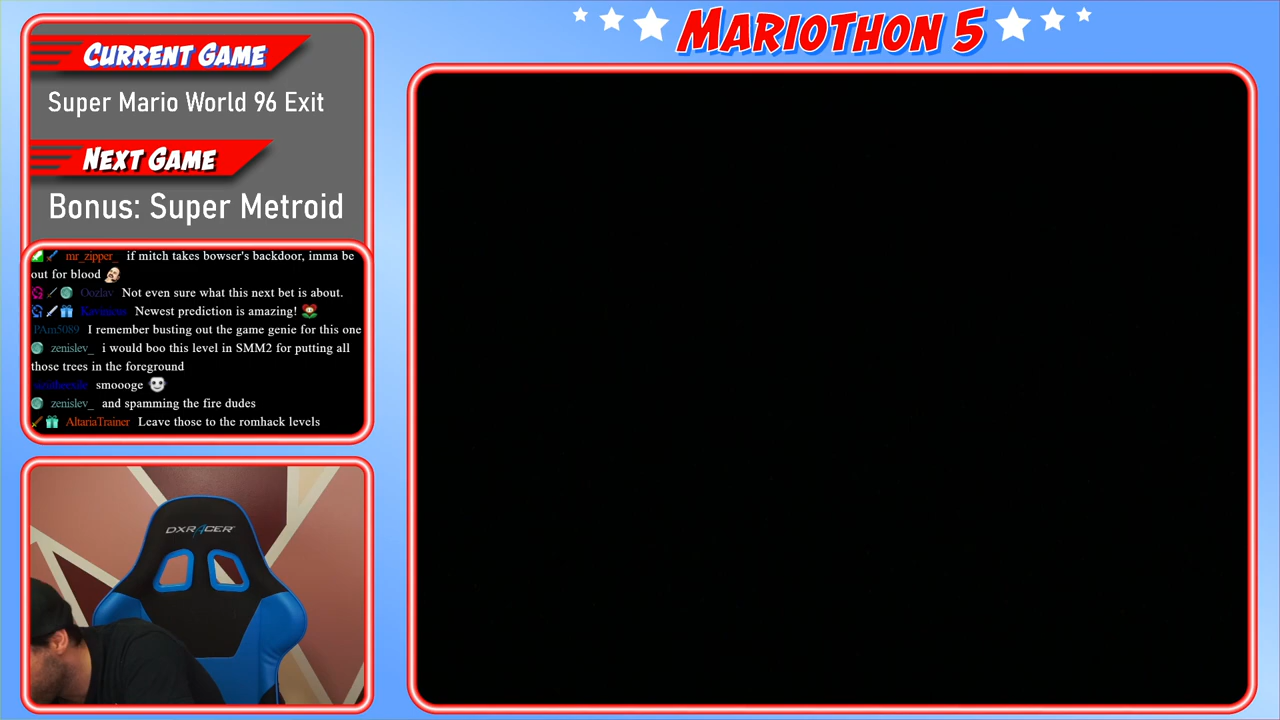 MARIOTHON 5
CURRENT GAME
Super Mario World 96 Exit
NEXT GAME
Bonus: Super Metroid
mr_zipper_ if mitch takes bowser's backdoor, imma be
out for blood
Oozlav Not even sure what this next bet is about.
Newest prediction is amazing!
PAm5089 I remember busting out the game genie for this one
zenislev_ i would boo this level in SMM2 for putting all
those trees in the foreground
smoooge
zenislev_ and spamming the fire dudes
AltariaTrainer Leave those to the romhack levels
DXRACER